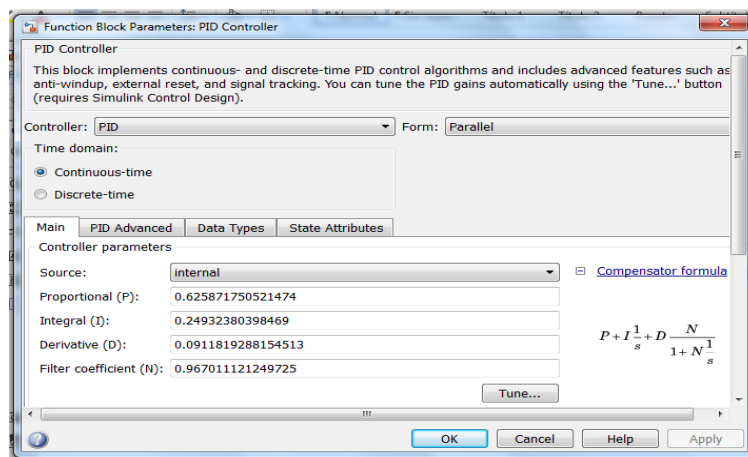 Function Block Parameters: PID Controller
PID Controller
This block implements continuous- and discrete-time PID control algorithms and includes advanced features such as
anti-windup, external reset, and signal tracking. You can tune the PID gains automatically using the 'Tune...' button
(requires Simulink Control Design).
Controller: PID Form: Parallel
Time domain:
Continuous-time
Discrete-time
Main PID Advanced Data Types State Attributes
Controller parameters
Source: internal Compensator formula
Proportional (P): 0.625871750521474
Integral (I): 0.24932380398469
Derivative (D): 0.0911819288154513
Filter coefficient (N): 0.967011121249725
P + I 1/s + D N/(1 + N 1/s)
Tune...
OK Cancel Help Apply